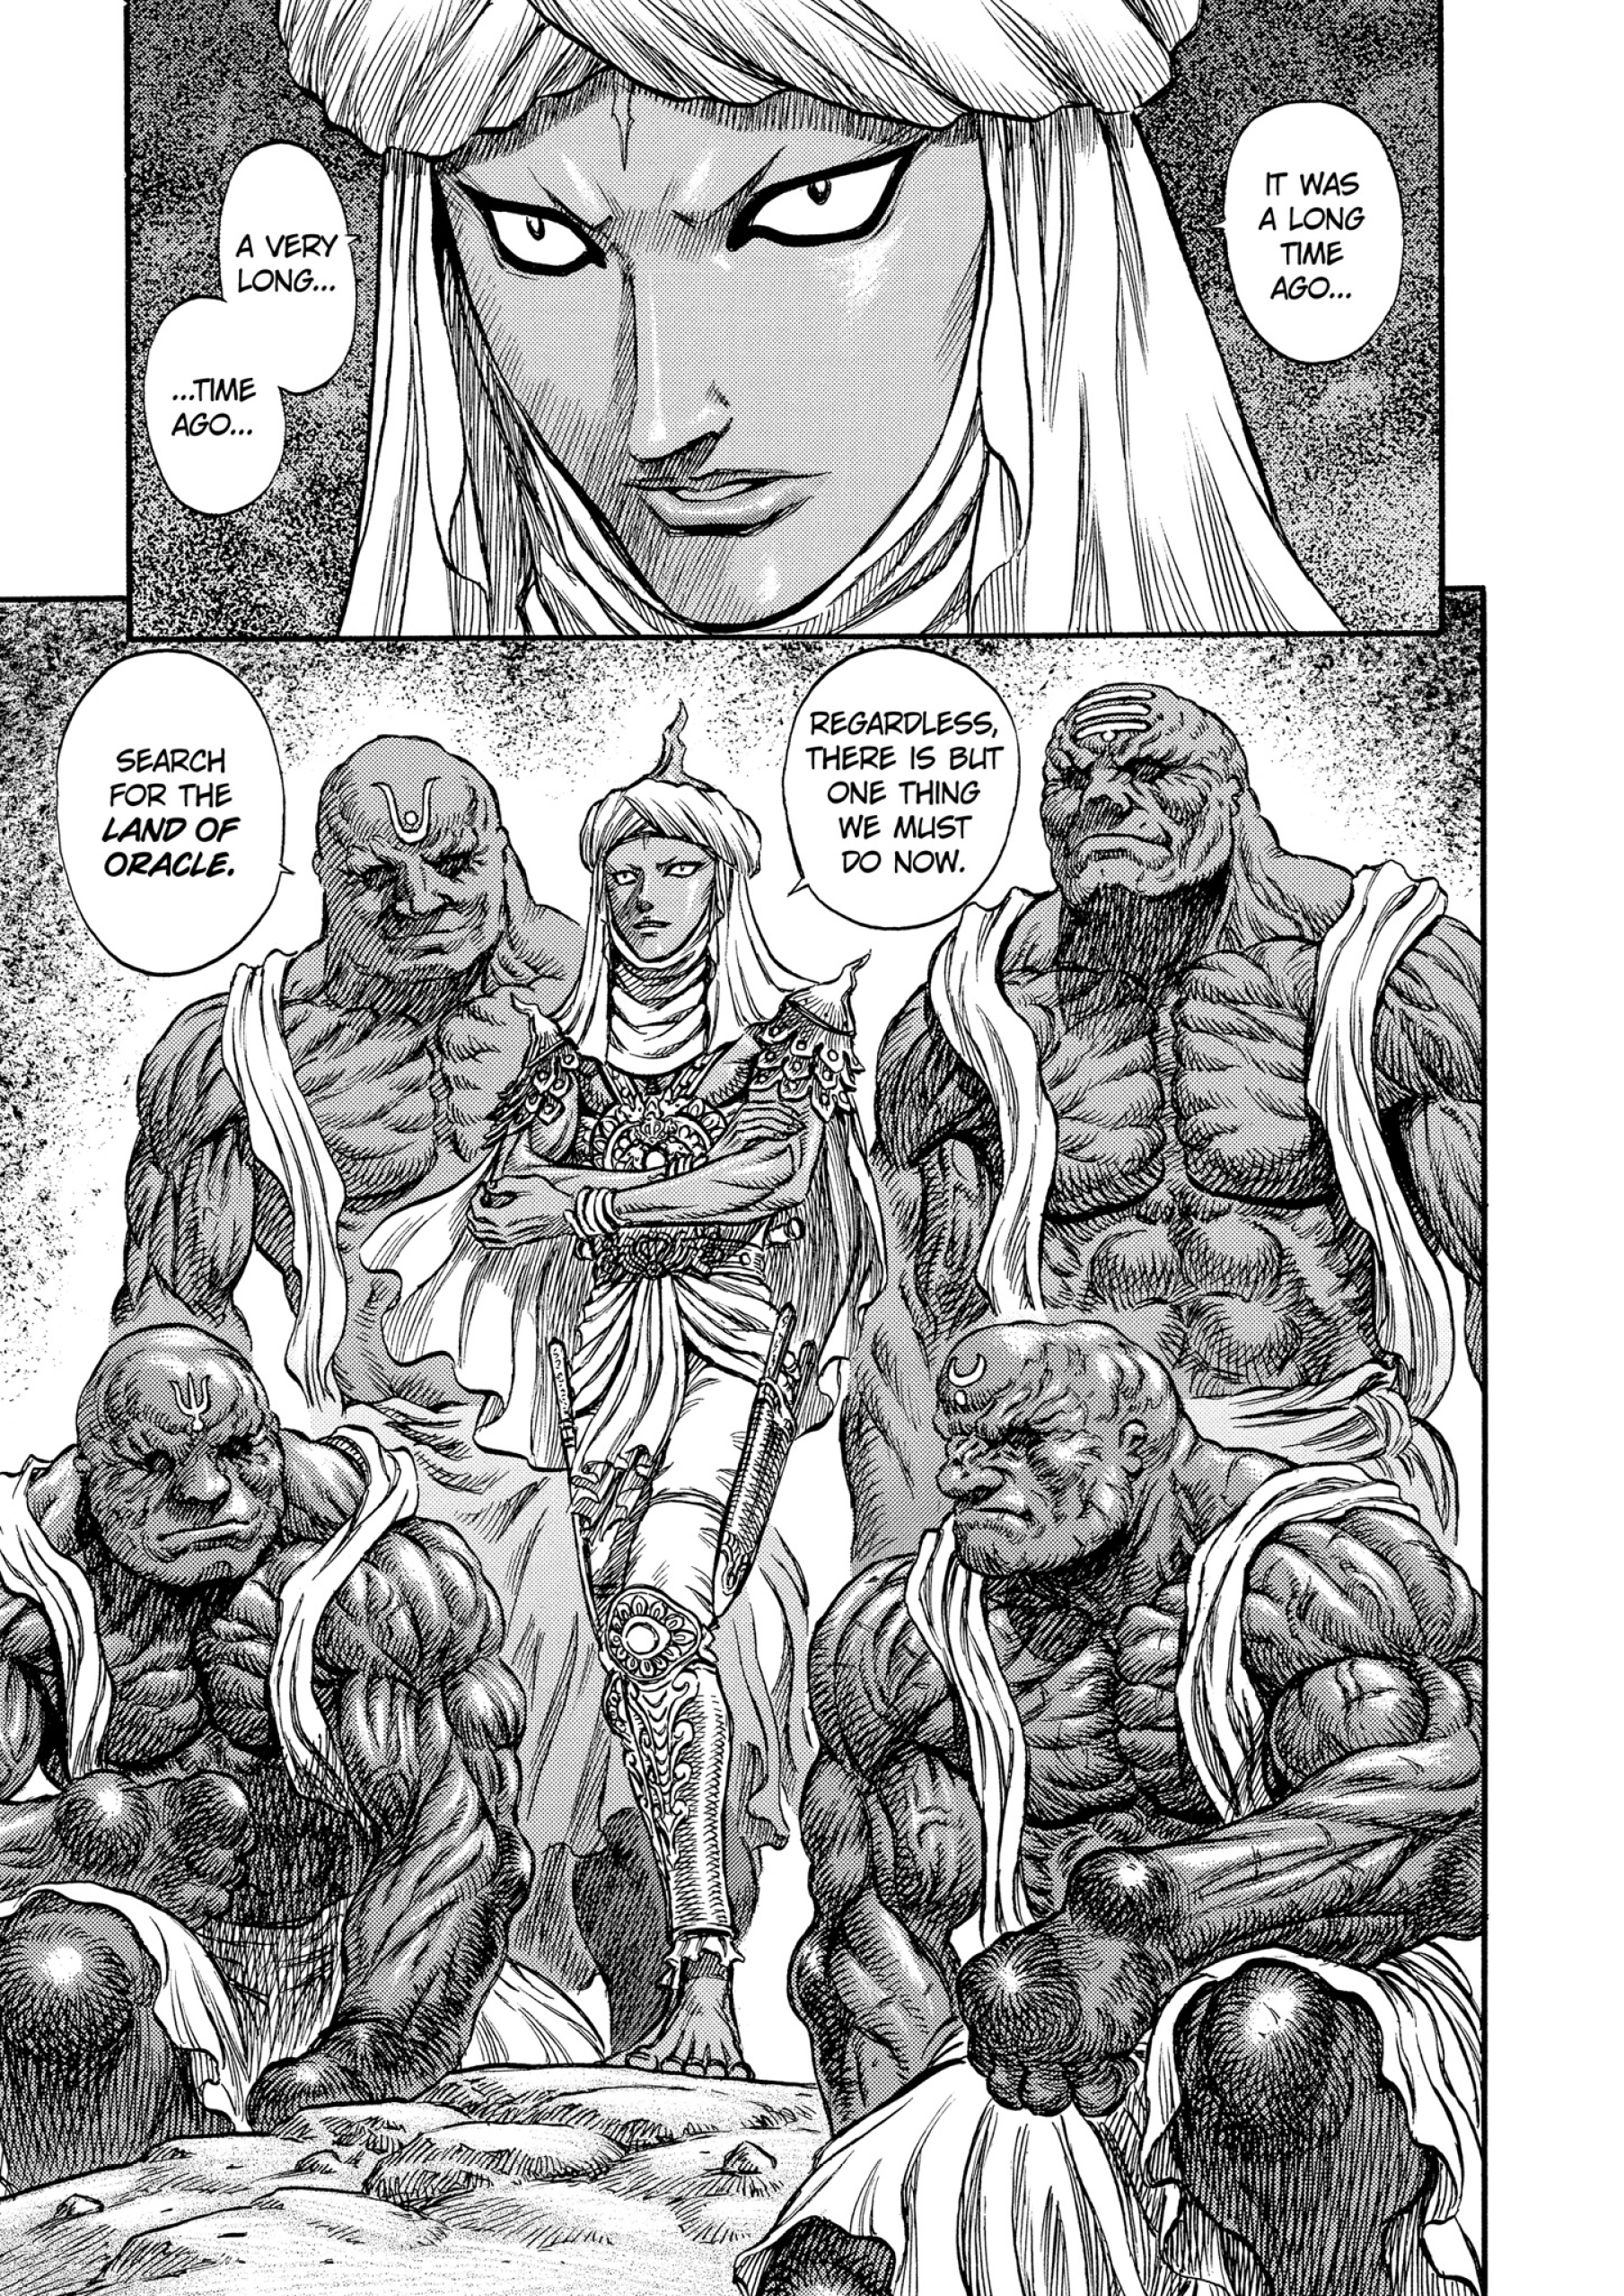 IT WAS
A LONG
TIME
AGO...
A VERY
LONG...
...TIME
AGO...
REGARDLESS,
THERE IS BUT
ONE THING
WE MUST
DO NOW.
SEARCH
FOR THE
LAND OF
ORACLE.